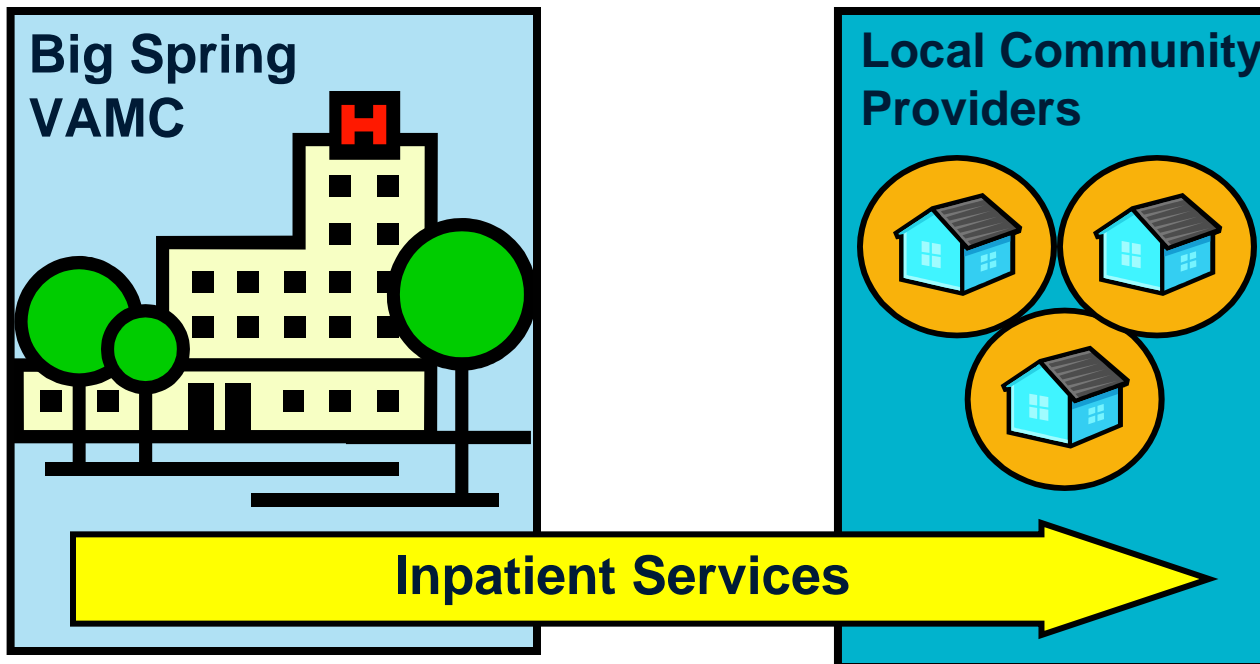 Big Spring
VAMC
H
Local Community
Providers
Inpatient Services